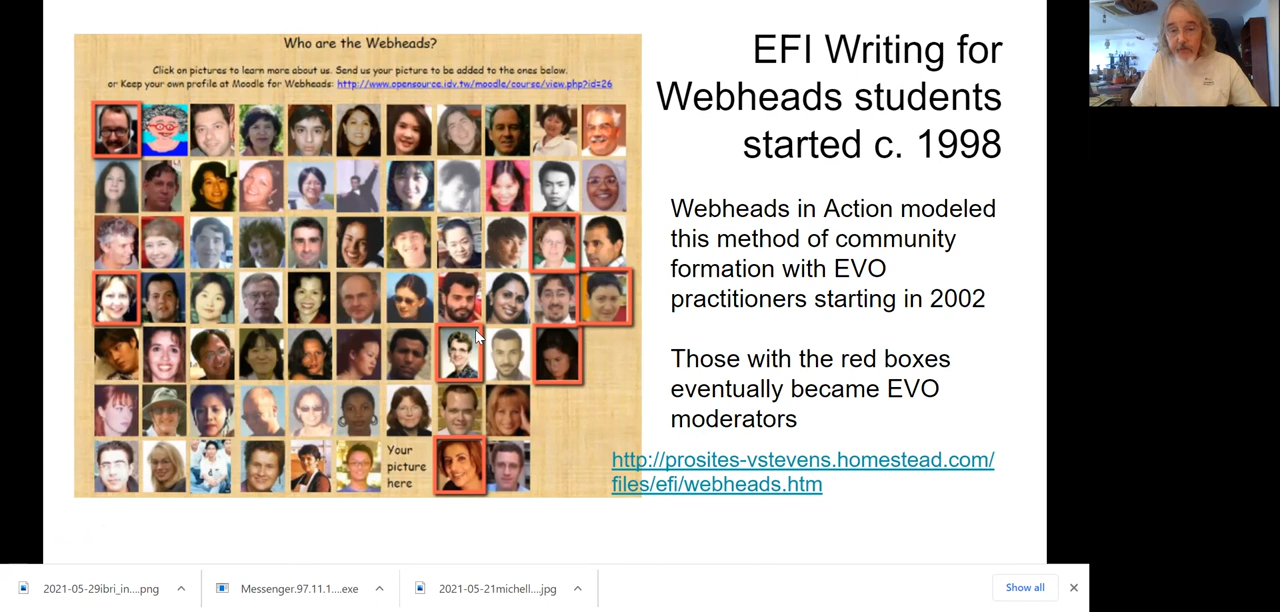 Who are the Webheads?
Click on pictures to learn more about us. Send us your picture to be added to the ones below.
or Keep your own profile at Moodle for Webheads: http://www.opensource.idv.tw/moodle/course/view.php?id=26
Your
picture
here
EFI Writing for
Webheads students
started c. 1998
Webheads in Action modeled
this method of community
formation with EVO
practitioners starting in 2002
Those with the red boxes
eventually became EVO
moderators
http://prosites-vstevens.homestead.com/
files/efi/webheads.htm
2021-05-29ibri_in....png
Messenger.97.11.1....exe
2021-05-21michell....jpg
Show all